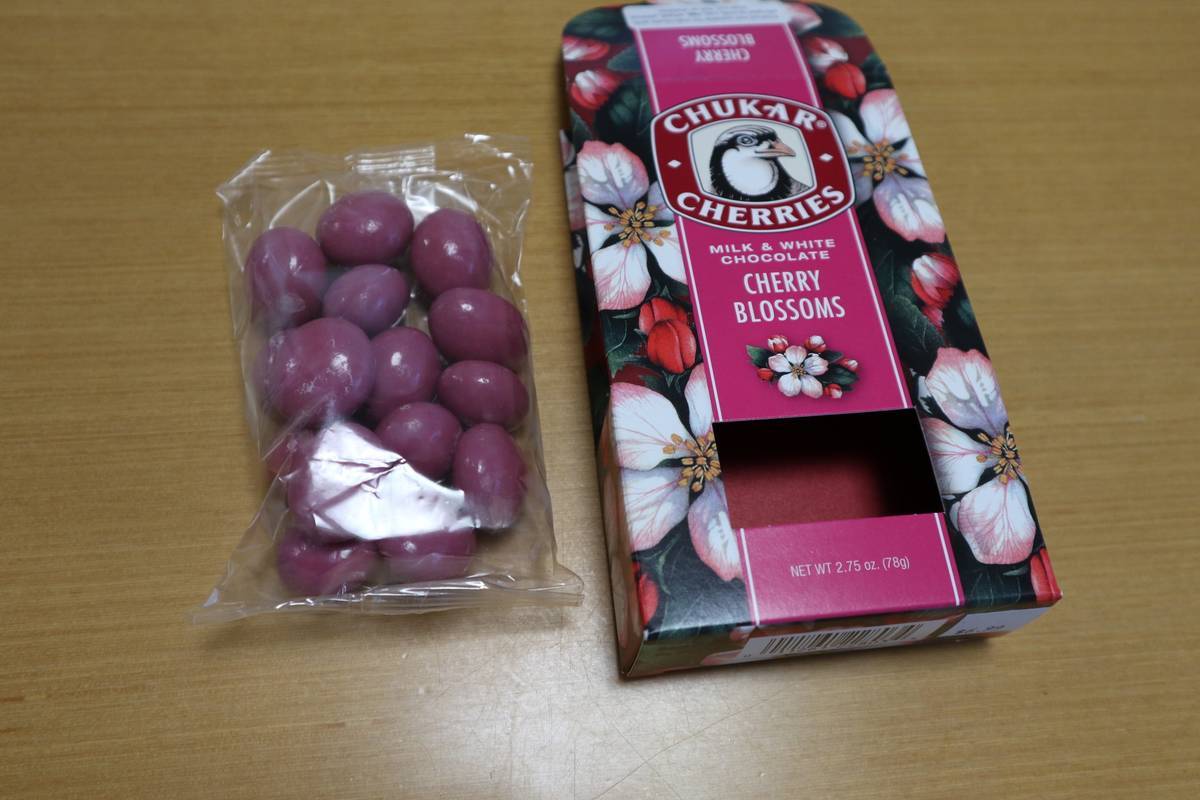 CHERRY
BLOSSOMS
CHUKAR®
CHERRIES
MILK & WHITE
CHOCOLATE
CHERRY
BLOSSOMS
NET WT 2.75 oz. (78g)